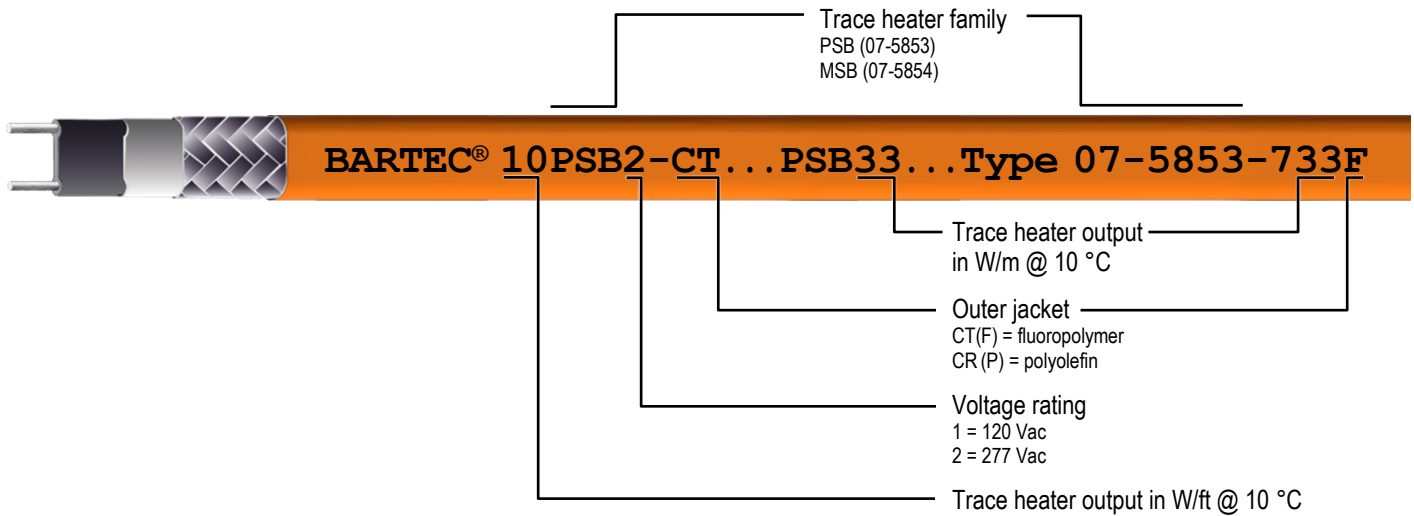 Trace heater family
PSB (07-5853)
MSB (07-5854)
BARTEC® 10PSB2-CT...PSB33...Type 07-5853-733F
Trace heater output
in W/m @ 10 °C
Outer jacket
CT(F) = fluoropolymer
CR (P) = polyolefin
Voltage rating
1 = 120 Vac
2 = 277 Vac
Trace heater output in W/ft @ 10 °C